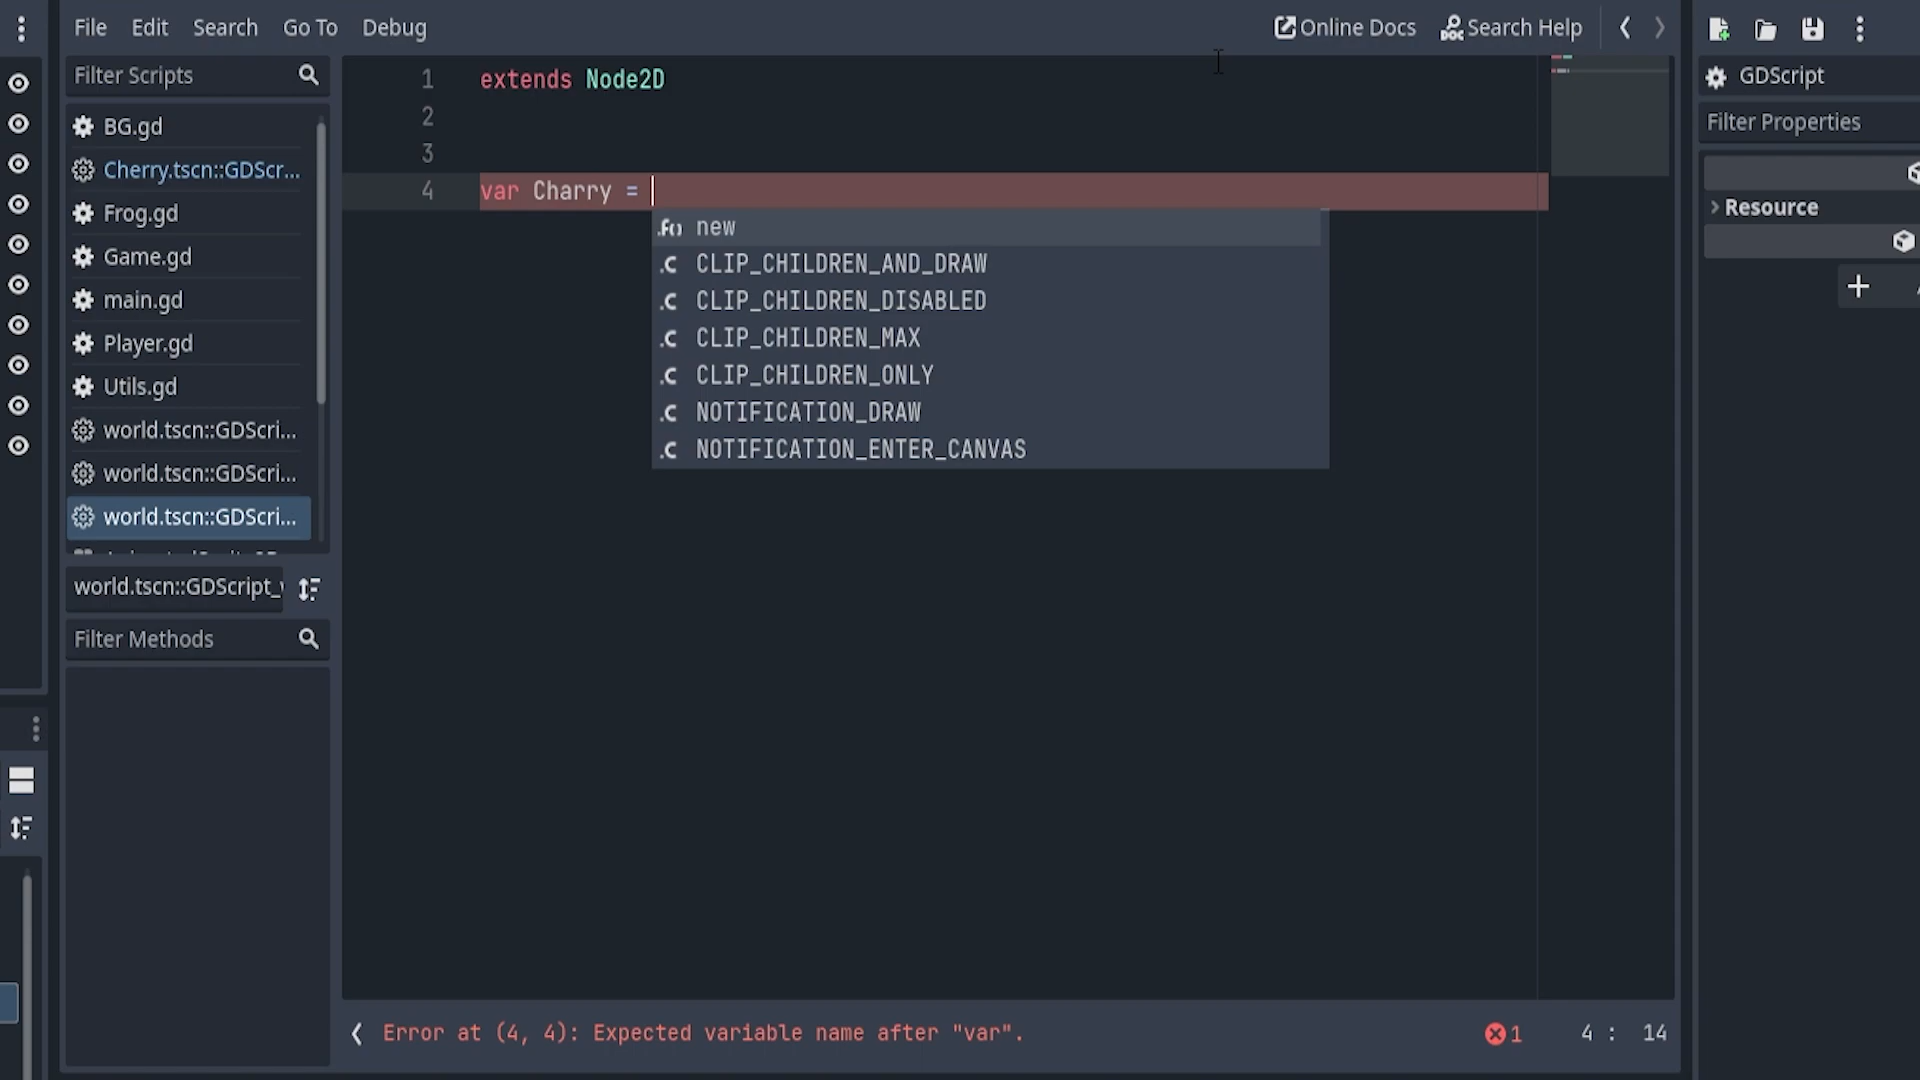 File Edit Search Go To Debug Online Docs Search Help
Filter Scripts
BG.gd
Cherry.tscn::GDScr...
Frog.gd
Game.gd
main.gd
Player.gd
Utils.gd
world.tscn::GDScri...
world.tscn::GDScri...
world.tscn::GDScri...
world.tscn::GDScript_
Filter Methods
1 extends Node2D
2
3
4 var Charry =
.f() new
.C CLIP_CHILDREN_AND_DRAW
.C CLIP_CHILDREN_DISABLED
.C CLIP_CHILDREN_MAX
.C CLIP_CHILDREN_ONLY
.C NOTIFICATION_DRAW
.C NOTIFICATION_ENTER_CANVAS
Error at (4, 4): Expected variable name after "var".
1 4 : 14
GDScript
Filter Properties
Resource